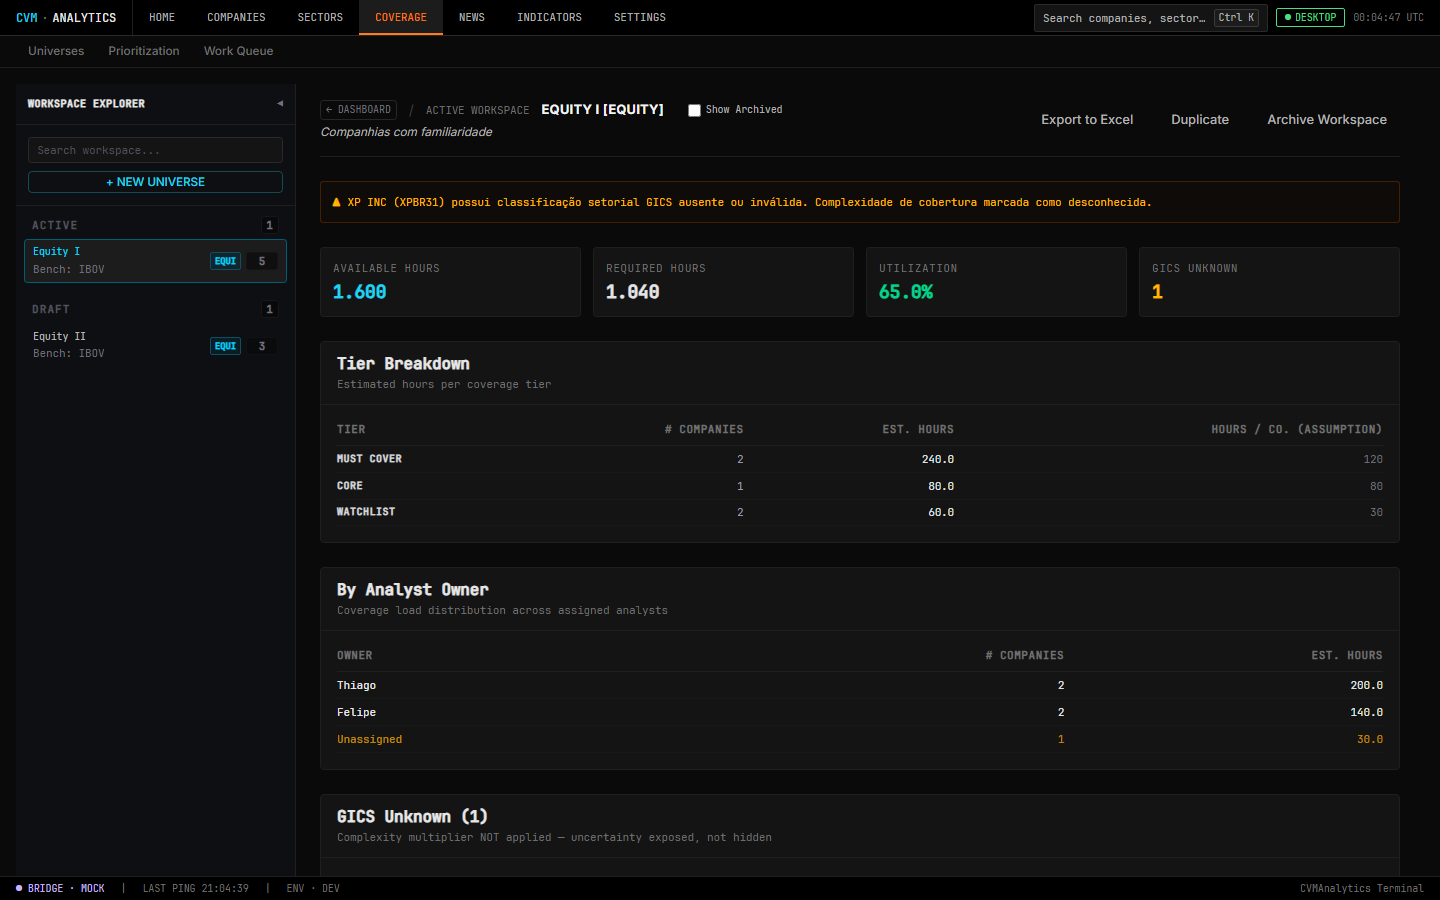 CVM · ANALYTICS HOME COMPANIES SECTORS COVERAGE NEWS INDICATORS SETTINGS Search companies, sector… Ctrl K DESKTOP 00:04:47 UTC
Universes Prioritization Work Queue
WORKSPACE EXPLORER
Search workspace...
+ NEW UNIVERSE
ACTIVE 1
Equity I
Bench: IBOV
EQUI 5
DRAFT 1
Equity II
Bench: IBOV
EQUI 3
← DASHBOARD / ACTIVE WORKSPACE EQUITY I [EQUITY] Show Archived
Companhias com familiaridade
Export to Excel Duplicate Archive Workspace
XP INC (XPBR31) possui classificação setorial GICS ausente ou inválida. Complexidade de cobertura marcada como desconhecida.
AVAILABLE HOURS
1.600
REQUIRED HOURS
1.040
UTILIZATION
65.0%
GICS UNKNOWN
1
Tier Breakdown
Estimated hours per coverage tier
TIER # COMPANIES EST. HOURS HOURS / CO. (ASSUMPTION)
MUST COVER 2 240.0 120
CORE 1 80.0 80
WATCHLIST 2 60.0 30
By Analyst Owner
Coverage load distribution across assigned analysts
OWNER # COMPANIES EST. HOURS
Thiago 2 200.0
Felipe 2 140.0
Unassigned 1 30.0
GICS Unknown (1)
Complexity multiplier NOT applied — uncertainty exposed, not hidden
BRIDGE · MOCK | LAST PING 21:04:39 | ENV · DEV CVMAnalytics Terminal